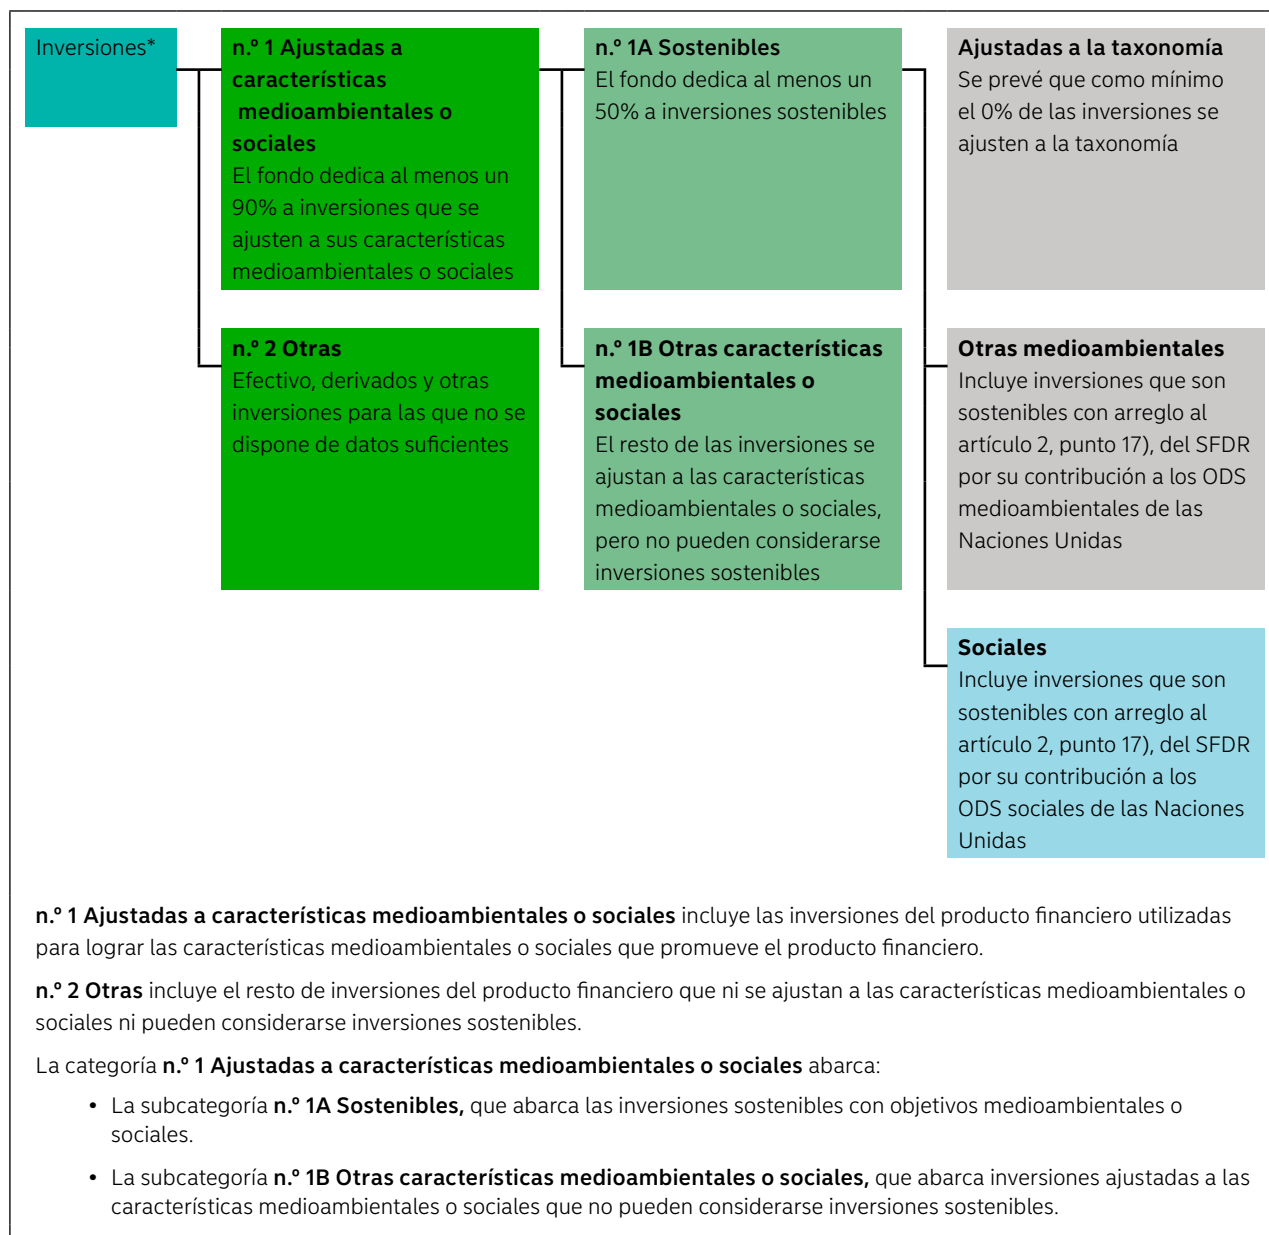 Inversiones*
n.º 1 Ajustadas a
características
medioambientales o
sociales
El fondo dedica al menos un
90% a inversiones que se
ajusten a sus características
medioambientales o sociales
n.º 1A Sostenibles
El fondo dedica al menos un
50% a inversiones sostenibles
Ajustadas a la taxonomía
Se prevé que como mínimo
el 0% de las inversiones se
ajusten a la taxonomía
n.º 2 Otras
Efectivo, derivados y otras
inversiones para las que no se
dispone de datos suficientes
n.º 1B Otras características
medioambientales o
sociales
El resto de las inversiones se
ajustan a las características
medioambientales o sociales,
pero no pueden considerarse
inversiones sostenibles
Otras medioambientales
Incluye inversiones que son
sostenibles con arreglo al
artículo 2, punto 17), del SFDR
por su contribución a los ODS
medioambientales de las
Naciones Unidas
Sociales
Incluye inversiones que son
sostenibles con arreglo al
artículo 2, punto 17), del SFDR
por su contribución a los
ODS sociales de las Naciones
Unidas
n.º 1 Ajustadas a características medioambientales o sociales incluye las inversiones del producto financiero utilizadas
para lograr las características medioambientales o sociales que promueve el producto financiero.
n.º 2 Otras incluye el resto de inversiones del producto financiero que ni se ajustan a las características medioambientales o
sociales ni pueden considerarse inversiones sostenibles.
La categoría n.º 1 Ajustadas a características medioambientales o sociales abarca:
• La subcategoría n.º 1A Sostenibles, que abarca las inversiones sostenibles con objetivos medioambientales o
sociales.
• La subcategoría n.º 1B Otras características medioambientales o sociales, que abarca inversiones ajustadas a las
características medioambientales o sociales que no pueden considerarse inversiones sostenibles.